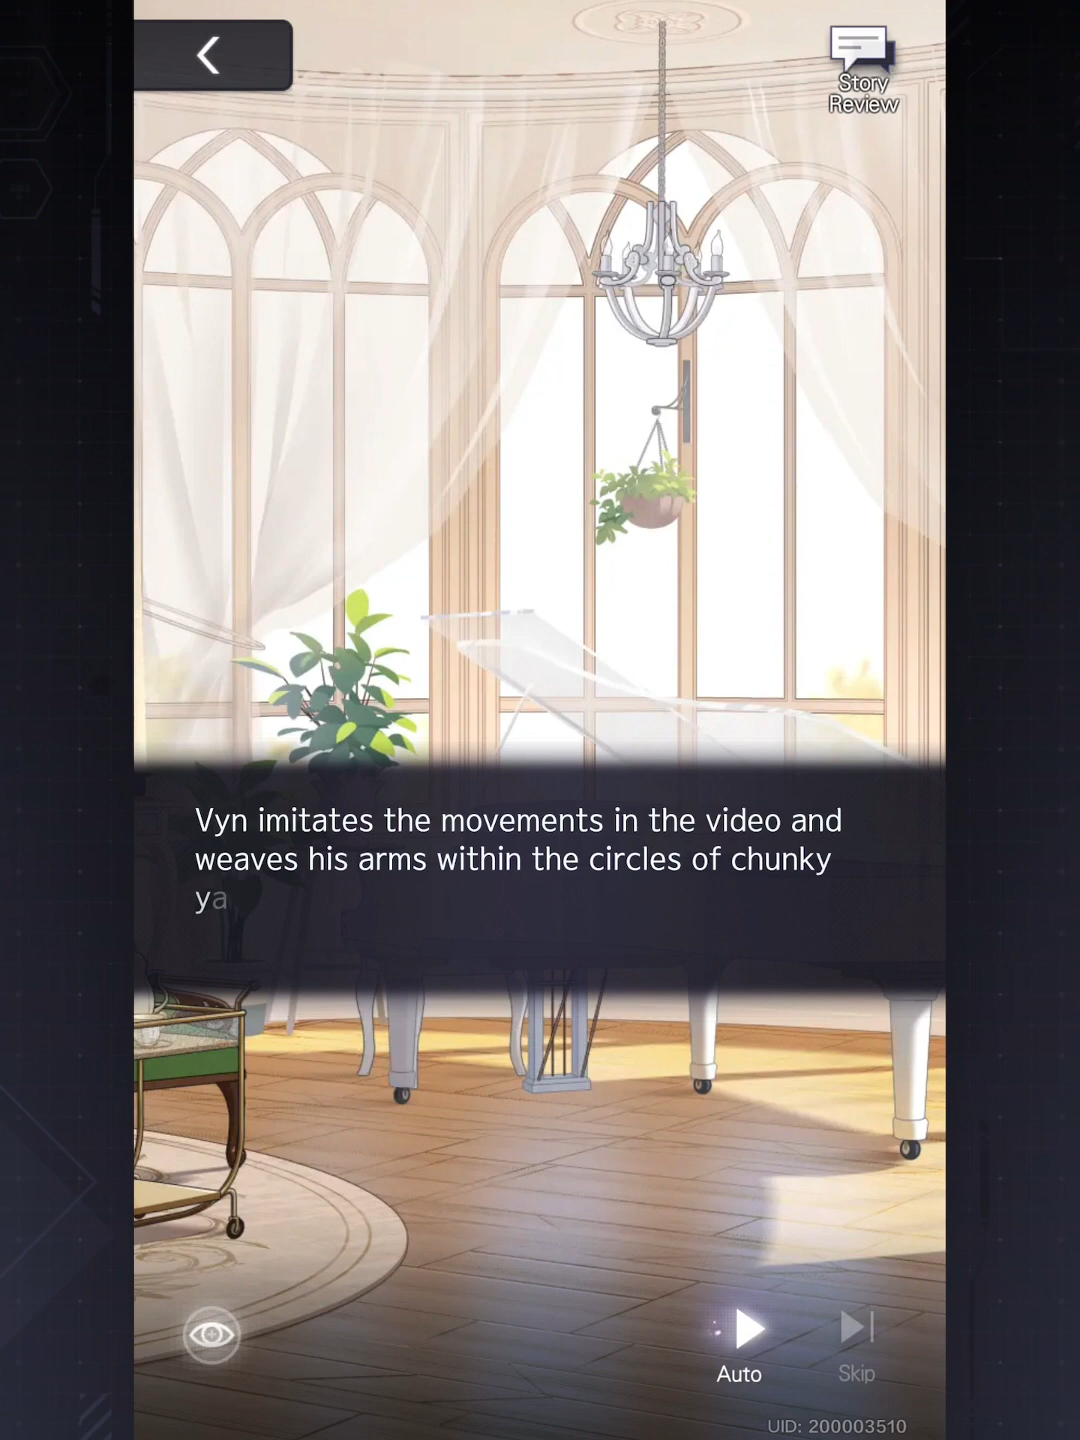 Story
Review
Vyn imitates the movements in the video and
weaves his arms within the circles of chunky
ya
Auto
Skip
UID: 200003510